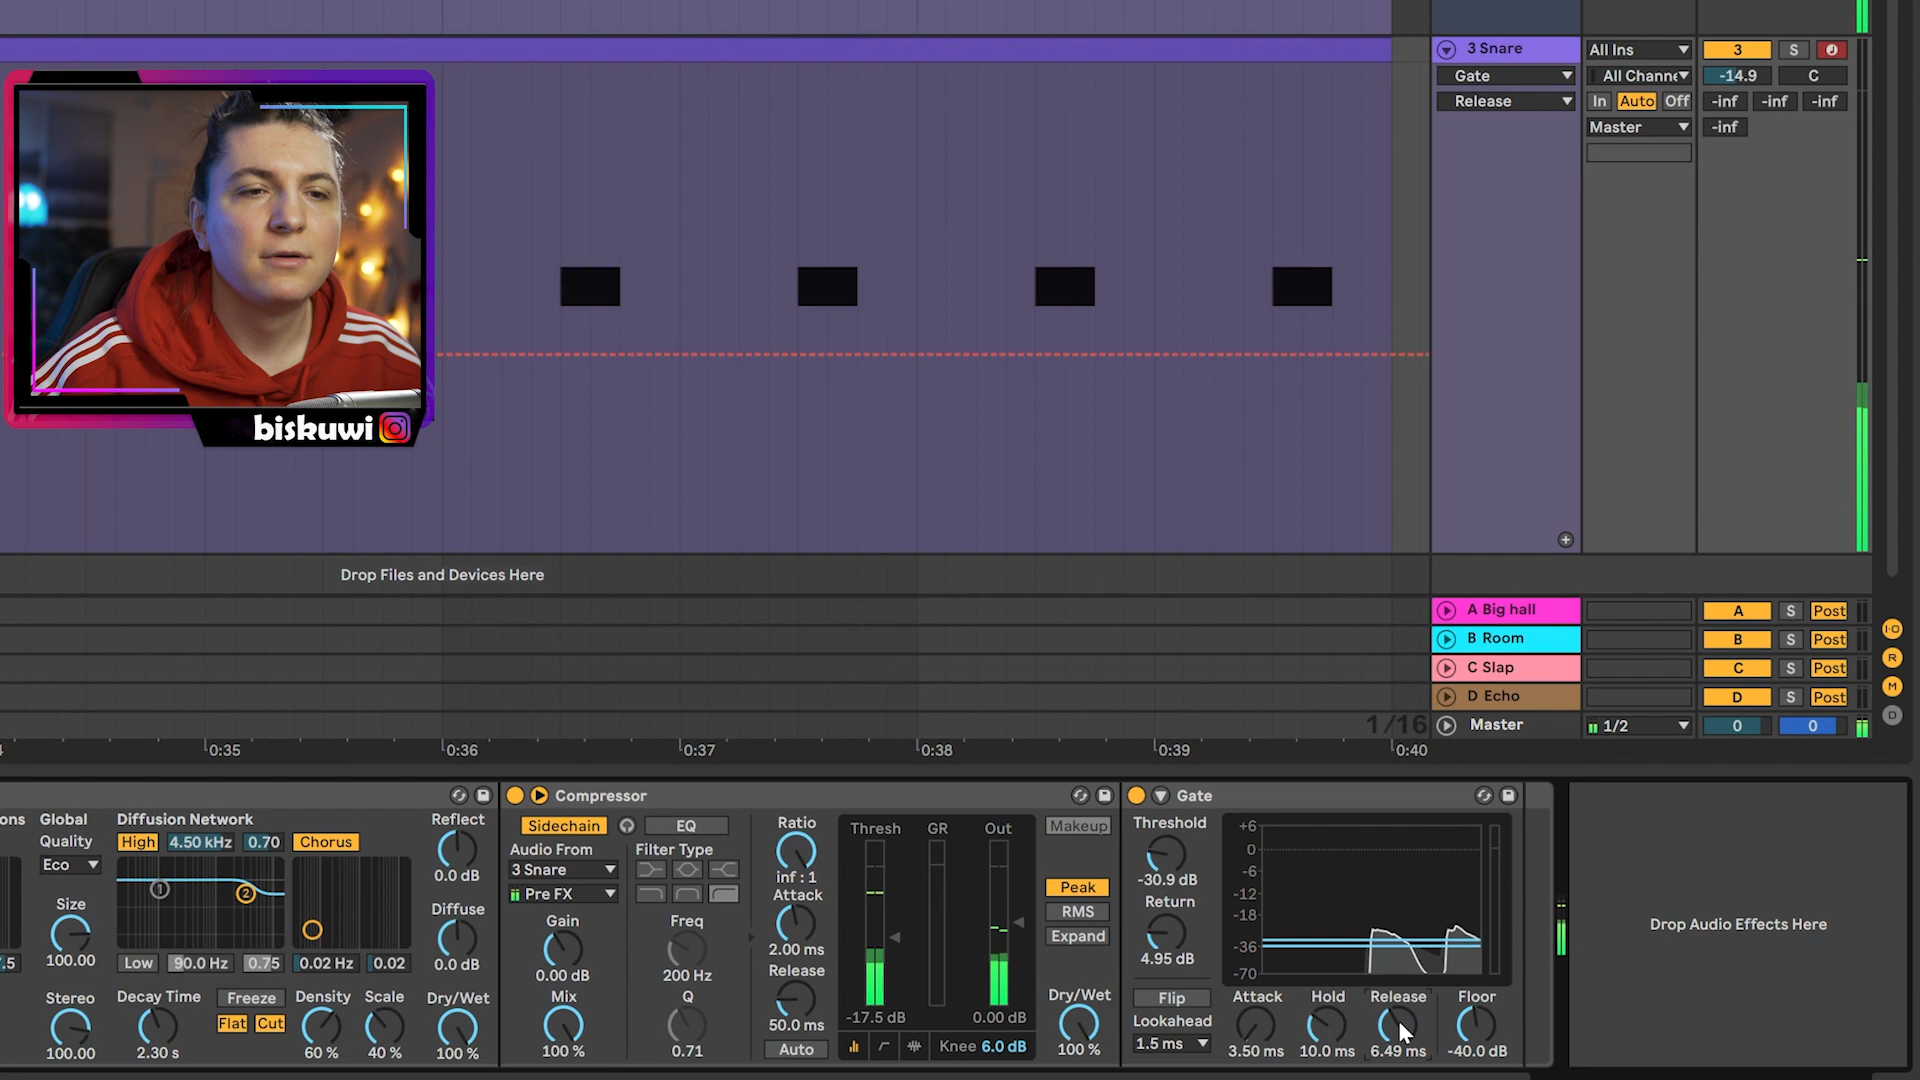 3 Snare
Gate
Release
All Ins
All Channe
In Auto Off
Master
3 S
-14.9 C
-inf -inf -inf
-inf
biskuwi
Drop Files and Devices Here
A Big hall A S Post
B Room B S Post
C Slap C S Post
D Echo D S Post
1/16
Master 1/2 0 0
I·O
R
M
D
0:35 0:36 0:37 0:38 0:39 0:40
ons
Global
Quality
Eco
Size
100.00
Stereo
100.00
Diffusion Network
High 4.50 kHz 0.70 Chorus
1 2
Low 90.0 Hz 0.75 0.02 Hz 0.02
Decay Time
2.30 s
Freeze
Flat Cut
Density
60 %
Scale
40 %
Reflect
0.0 dB
Diffuse
0.0 dB
Dry/Wet
100 %
Compressor
Sidechain EQ
Audio From
3 Snare
Pre FX
Filter Type
Gain
0.00 dB
Mix
100 %
Freq
200 Hz
Q
0.71
Ratio
inf : 1
Attack
2.00 ms
Release
50.0 ms
Auto
Thresh GR Out
-17.5 dB 0.00 dB
Knee 6.0 dB
Makeup
Peak
RMS
Expand
Dry/Wet
100 %
Gate
Threshold
-30.9 dB
Return
4.95 dB
Flip
Lookahead
1.5 ms
+6
0
-6
-12
-18
-36
-70
Attack Hold Release Floor
3.50 ms 10.0 ms 6.49 ms -40.0 dB
Drop Audio Effects Here